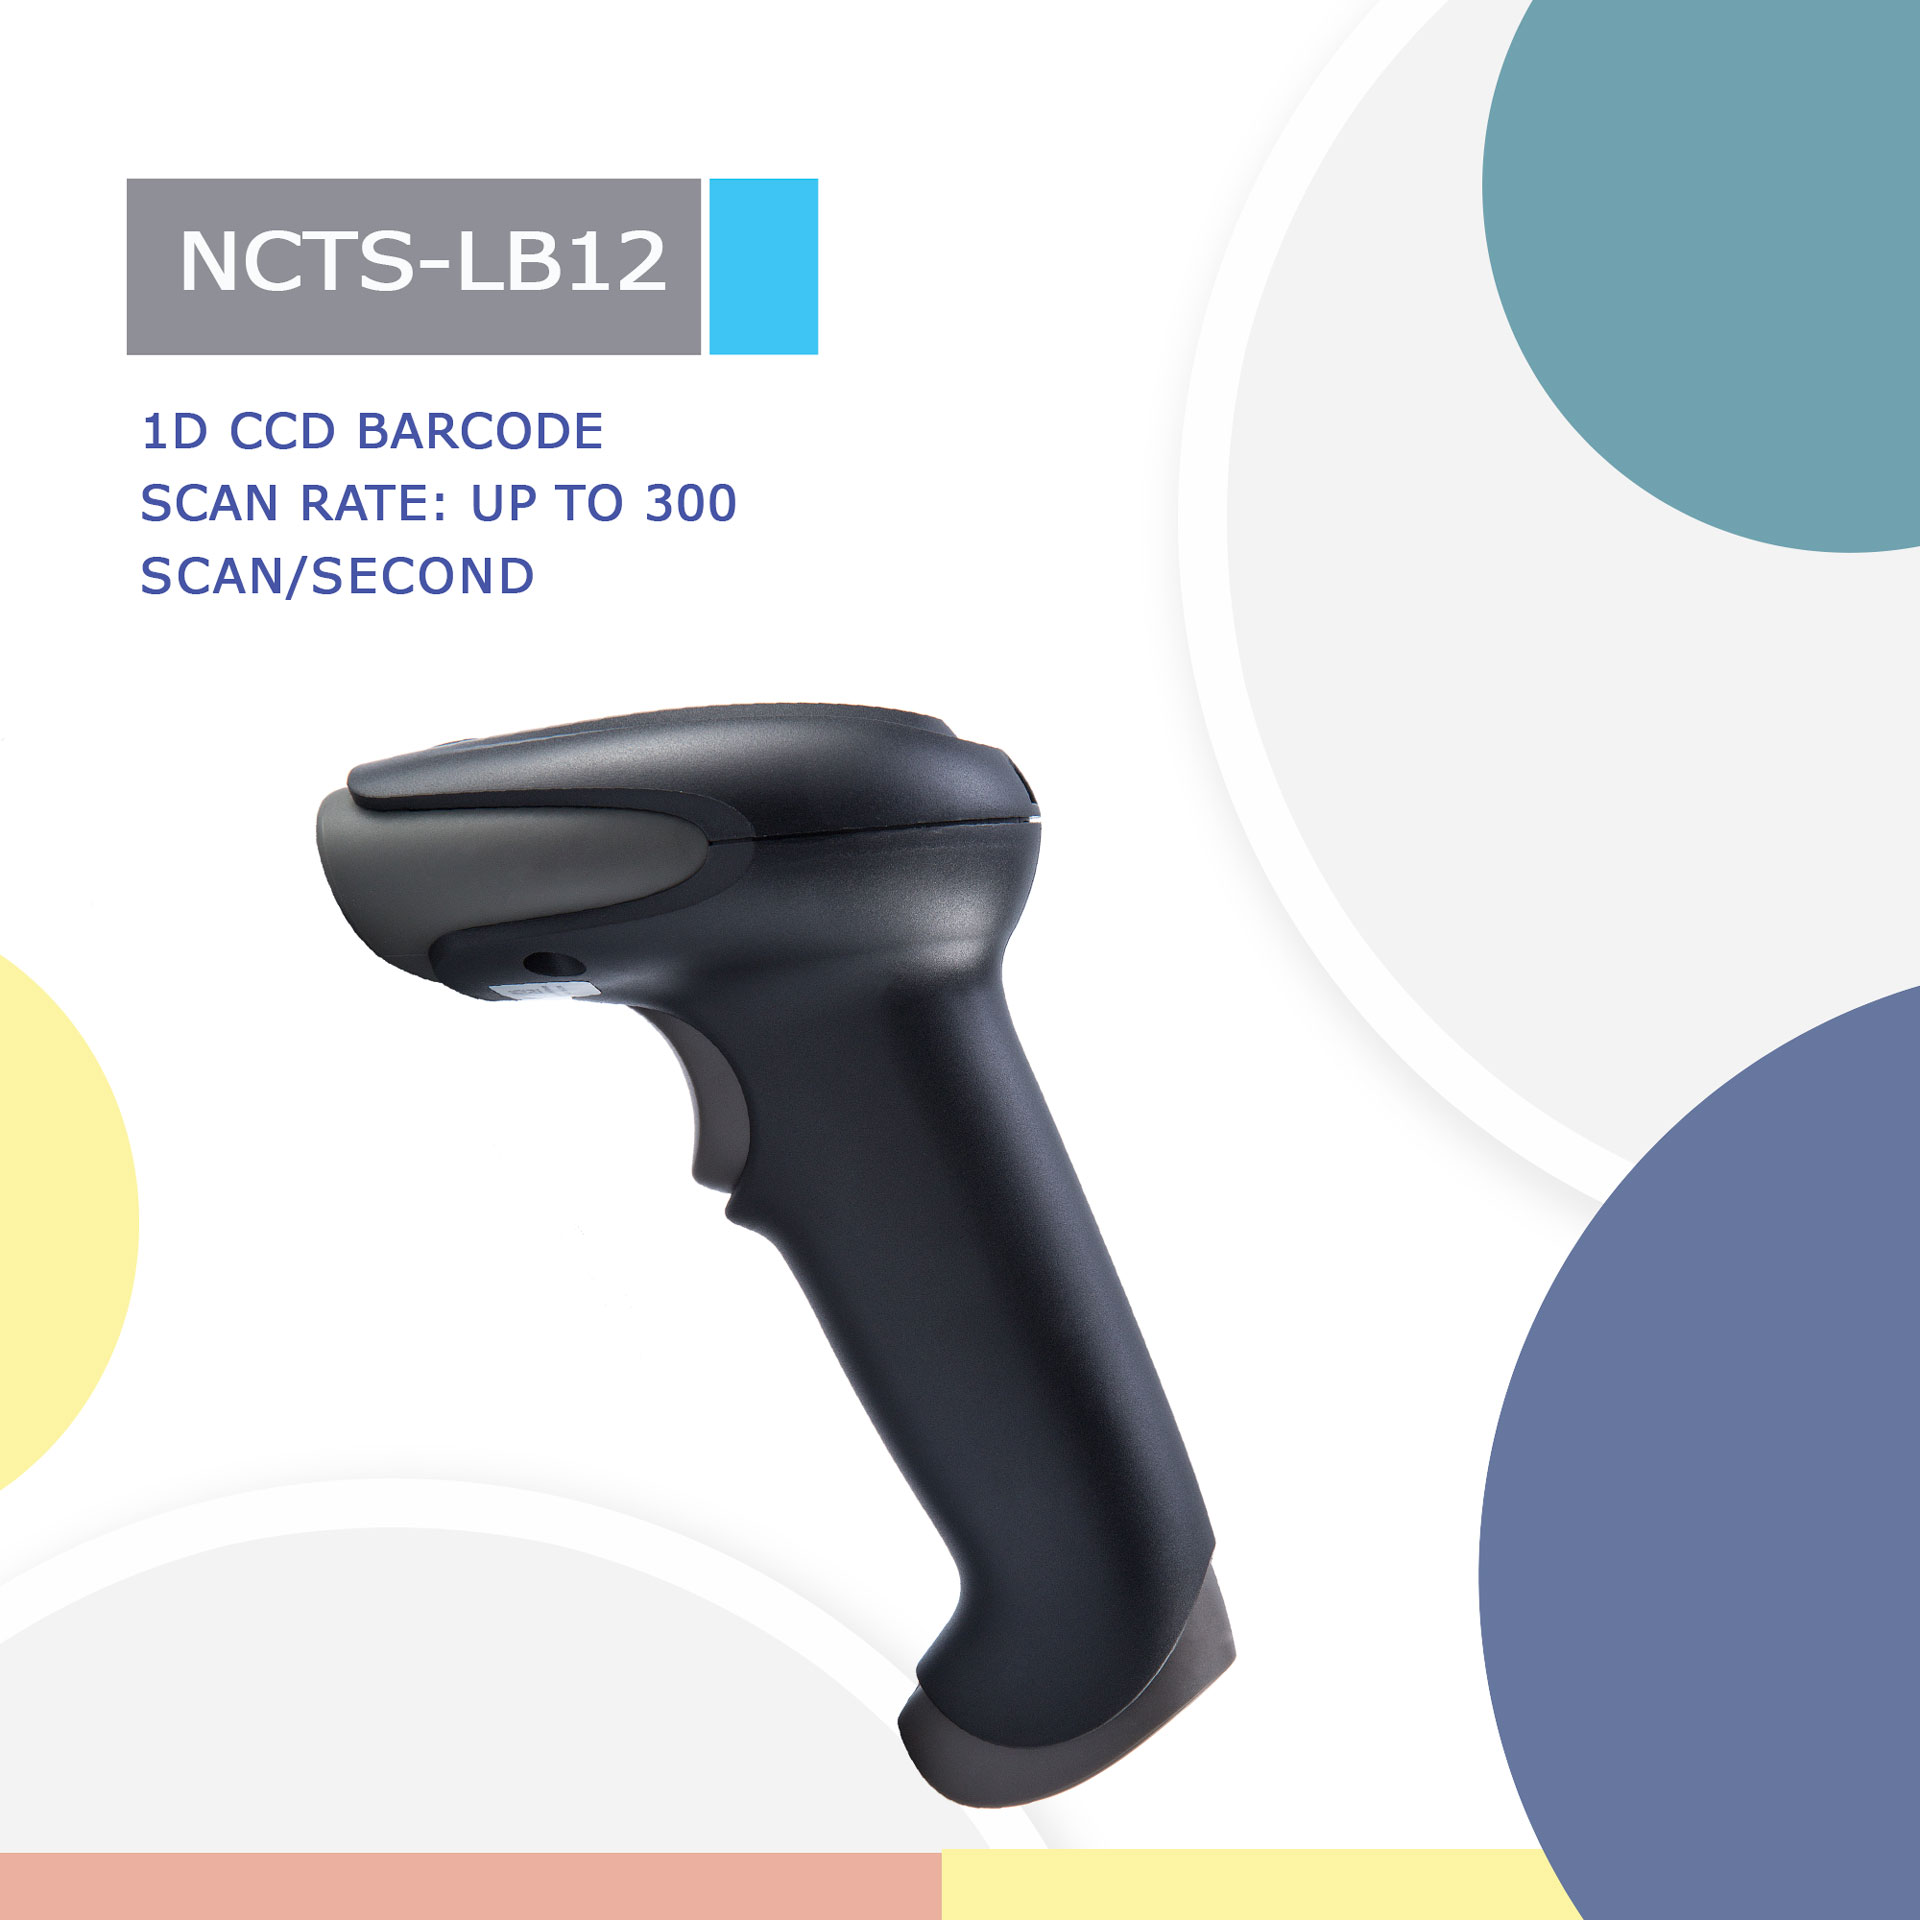 NCTS-LB12
1D CCD BARCODE
SCAN RATE: UP TO 300
SCAN/SECOND